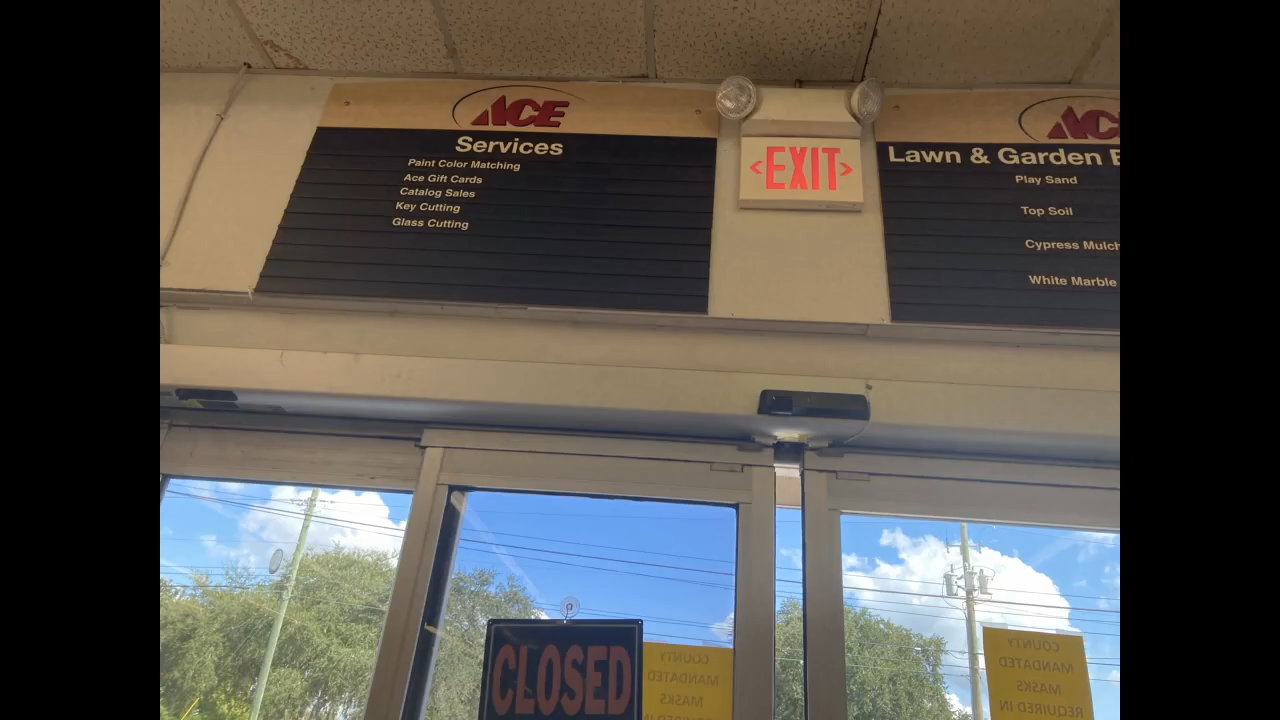 ACE
Services
Paint Color Matching
Ace Gift Cards
Catalog Sales
Key Cutting
Glass Cutting
EXIT
Lawn & Garden
Play Sand
Top Soil
Cypress Mulch
White Marble
CLOSED
COUNTY
MANDATED
MASKS
COUNTY
MANDATED
MASKS
REQUIRED IN